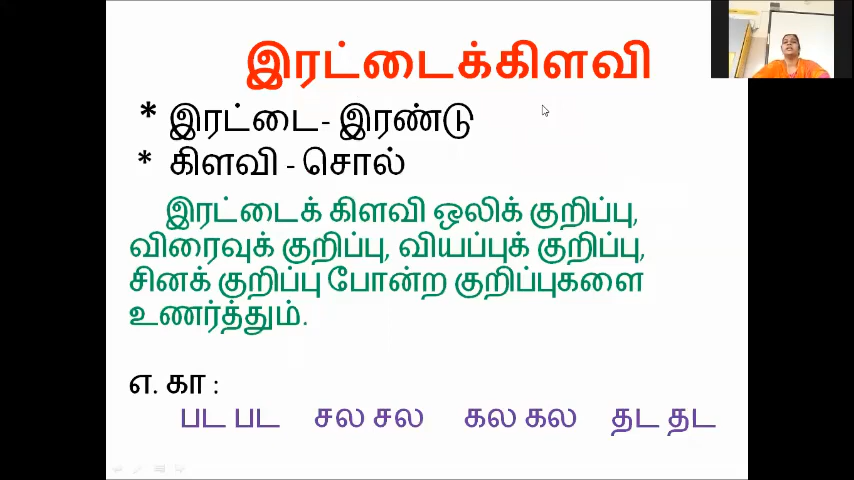 இரட்டைக்கிளவி
* இரட்டை - இரண்டு
* கிளவி - சொல்
இரட்டைக் கிளவி ஒலிக் குறிப்பு,
விரைவுக் குறிப்பு, வியப்புக் குறிப்பு,
சினக் குறிப்பு போன்ற குறிப்புகளை
உணர்த்தும்.
எ. கா :
பட பட சல சல கல கல தட தட